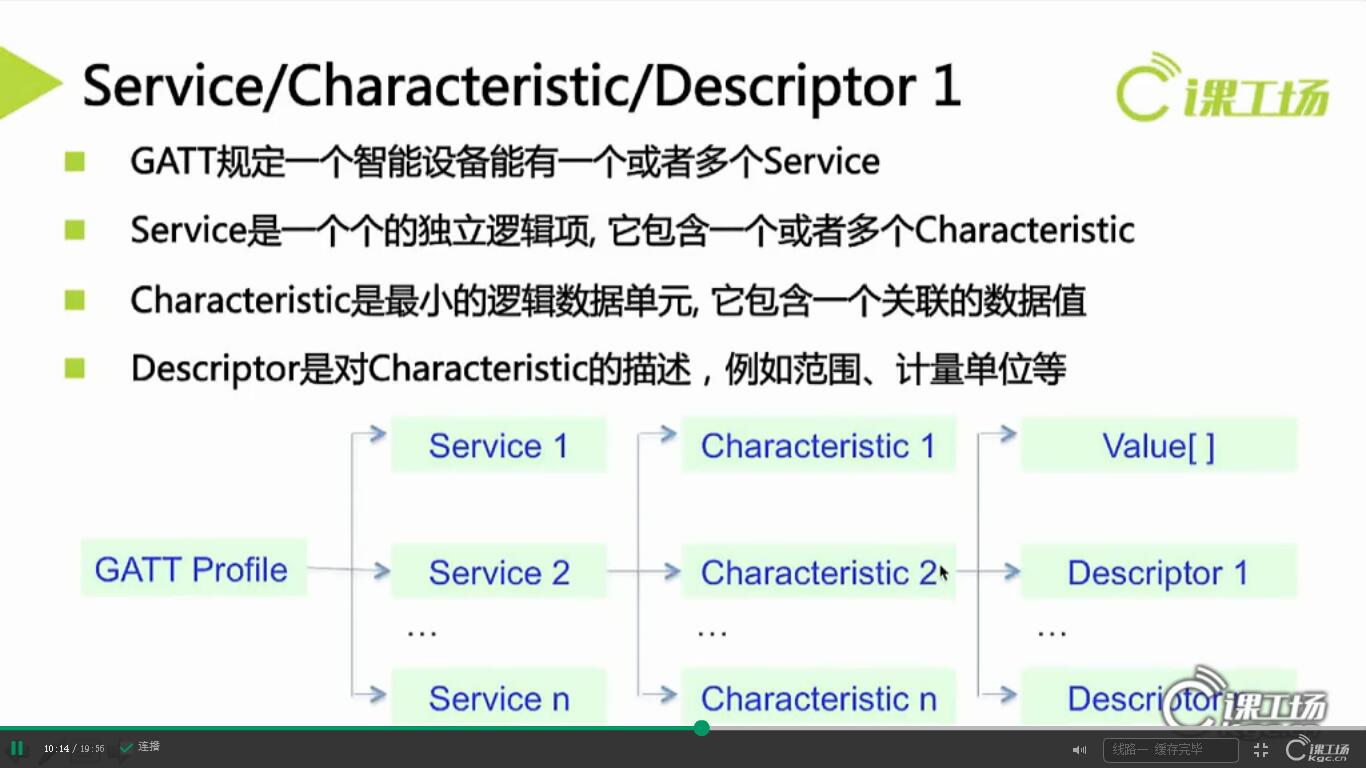 Service/Characteristic/Descriptor 1
课工场
GATT规定一个智能设备能有一个或者多个Service
Service是一个个的独立逻辑项, 它包含一个或者多个Characteristic
Characteristic是最小的逻辑数据单元, 它包含一个关联的数据值
Descriptor是对Characteristic的描述，例如范围、计量单位等
Service 1
Characteristic 1
Value[ ]
GATT Profile
Service 2
Characteristic 2
Descriptor 1
...
...
...
Service n
Characteristic n
Descriptor
课工场
kgc.cn
10:14 / 19:56
连播
线路一 缓存完毕
课工场
kgc.cn